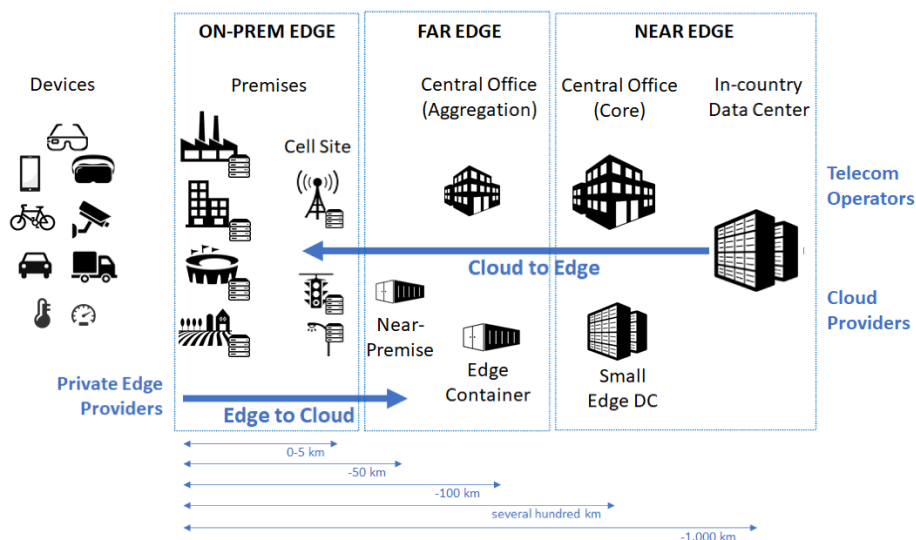 ON-PREM EDGE
FAR EDGE
NEAR EDGE
Devices
Premises
Cell Site
Central Office
(Aggregation)
Central Office
(Core)
In-country
Data Center
Telecom
Operators
Cloud to Edge
Cloud
Providers
Near-
Premise
Edge
Container
Small
Edge DC
Private Edge
Providers
Edge to Cloud
0-5 km
-50 km
-100 km
several hundred km
-1,000 km